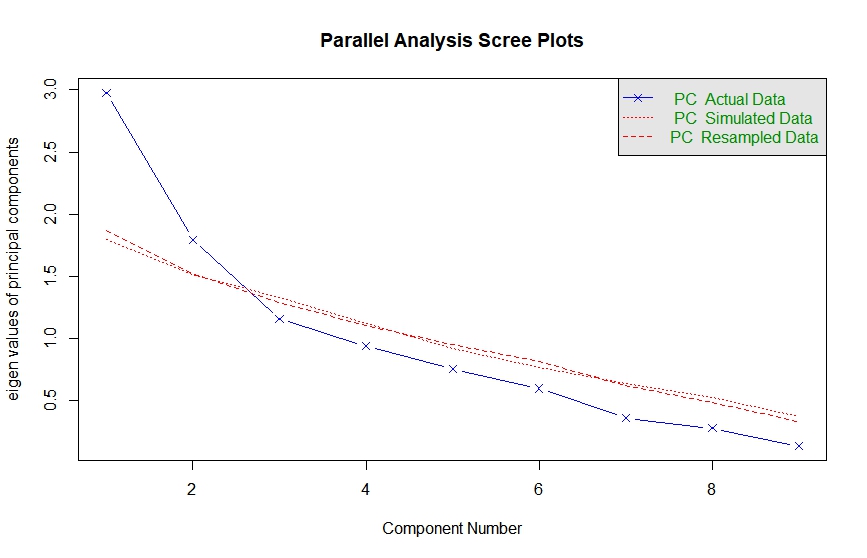 Parallel Analysis Scree Plots
eigen values of principal components
3.0
2.5
2.0
1.5
1.0
0.5
PC  Actual Data
PC  Simulated Data
PC  Resampled Data
2 4 6 8
Component Number